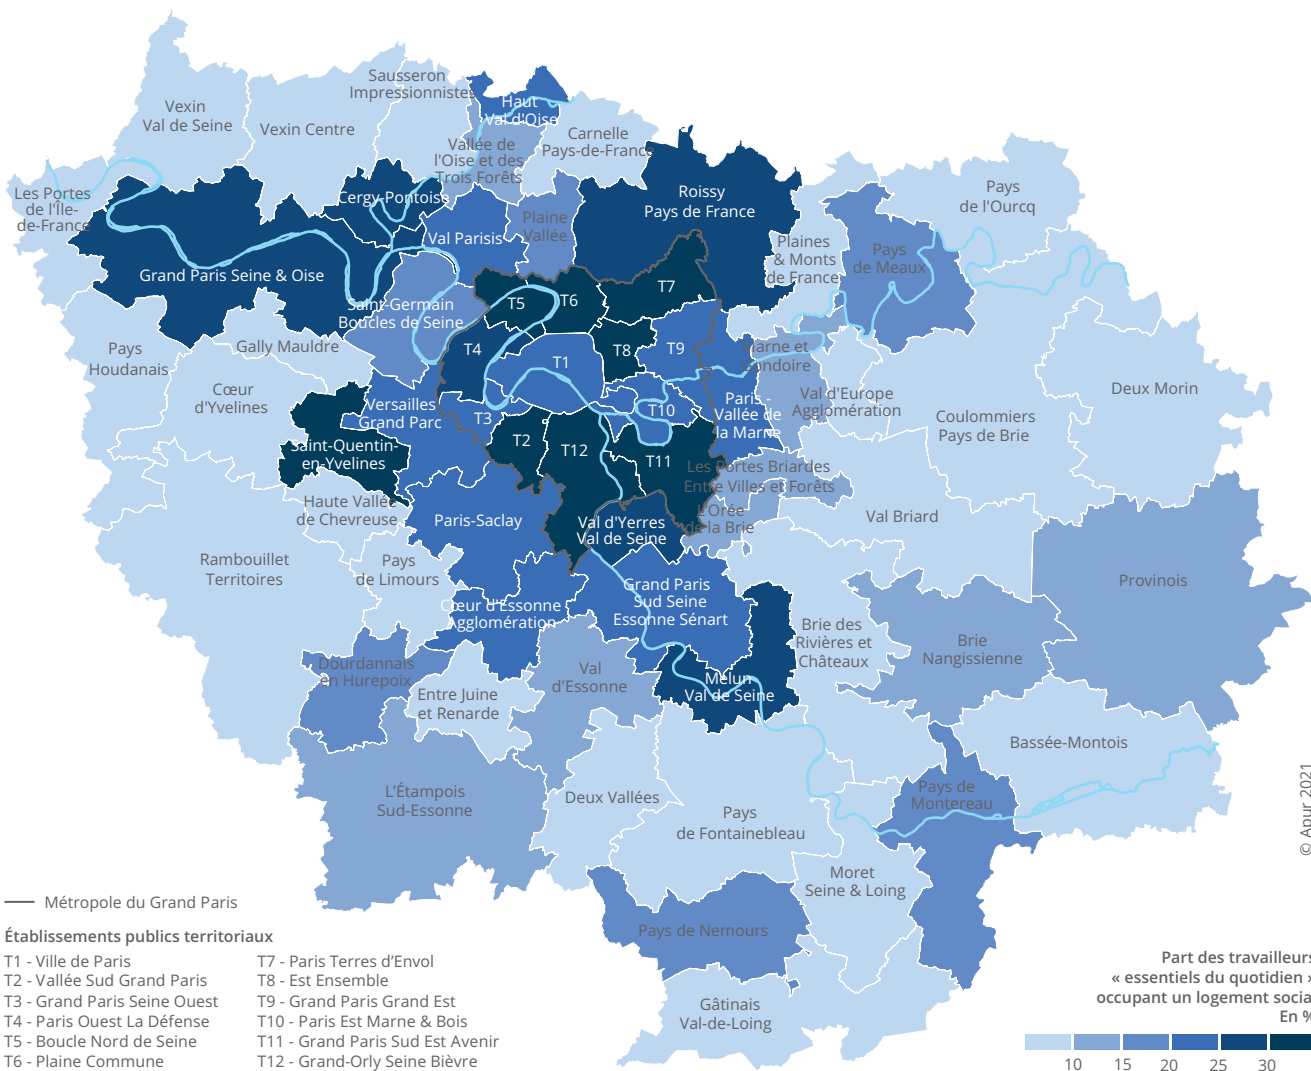 Sausseron
Impressionnistes
Vexin
Val de Seine
Vexin Centre
Haut
Val d'Oise
Vallée de
l'Oise et des
Trois Forêts
Carnelle
Pays-de-France
Les Portes
de l'Île-
de-France
Cergy-Pontoise
Roissy
Pays de France
Pays
de l'Ourcq
Val Parisis
Plaine
Vallée
Plaines
& Monts
de France
Pays
de Meaux
Grand Paris Seine & Oise
Saint-Germain
Boucles de Seine
T5
T6
T7
Pays
Houdanais
Gally Mauldre
T4
T1
T8
T9
Marne et
Gondoire
Cœur
d'Yvelines
Versailles
Grand Parc
T3
T10
Paris -
Vallée de
la Marne
Val d'Europe
Agglomération
Coulommiers
Pays de Brie
Deux Morin
Saint-Quentin-
en-Yvelines
T2
T12
T11
Les Portes Briardes
Entre Villes et Forêts
Haute Vallée
de Chevreuse
Paris-Saclay
Val d'Yerres
Val de Seine
L'Orée
de la Brie
Val Briard
Rambouillet
Territoires
Pays
de Limours
Grand Paris
Sud Seine
Essonne Sénart
Provinois
Cœur d'Essonne
Agglomération
Brie des
Rivières et
Châteaux
Brie
Nangissienne
Dourdannais
en Hurepoix
Entre Juine
et Renarde
Val
d'Essonne
Melun
Val de Seine
Bassée-Montois
L'Étampois
Sud-Essonne
Deux Vallées
Pays
de Fontainebleau
Pays de
Montereau
Moret
Seine & Loing
Pays de Nemours
Gâtinais
Val-de-Loing
© Apur 2021
Métropole du Grand Paris
Établissements publics territoriaux
T1 - Ville de Paris
T2 - Vallée Sud Grand Paris
T3 - Grand Paris Seine Ouest
T4 - Paris Ouest La Défense
T5 - Boucle Nord de Seine
T6 - Plaine Commune
T7 - Paris Terres d’Envol
T8 - Est Ensemble
T9 - Grand Paris Grand Est
T10 - Paris Est Marne & Bois
T11 - Grand Paris Sud Est Avenir
T12 - Grand-Orly Seine Bièvre
Part des travailleurs
« essentiels du quotidien »
occupant un logement social
En %
10 15 20 25 30